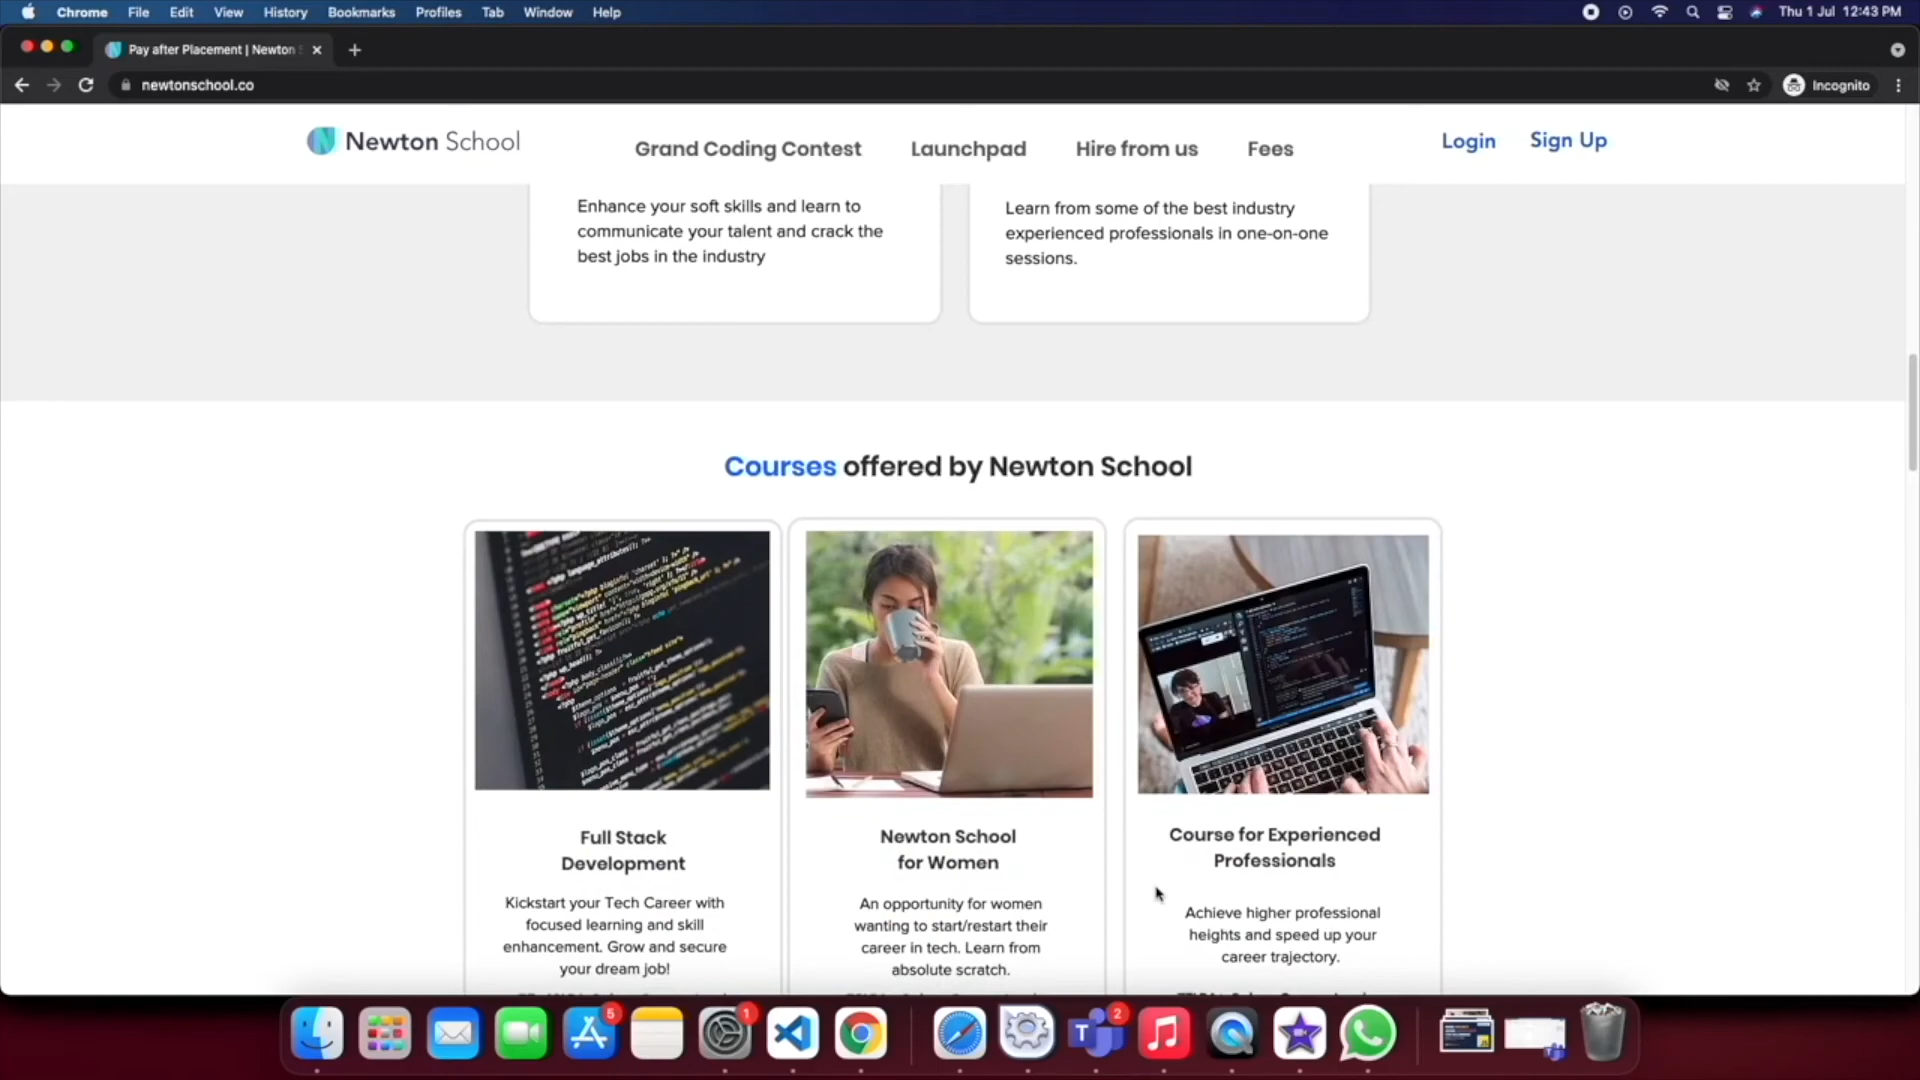 Chrome File Edit View History Bookmarks Profiles Tab Window Help
Thu 1 Jul 12:43 PM
Pay after Placement | Newton
newtonschool.co
Incognito
Newton School
Grand Coding Contest
Launchpad
Hire from us
Fees
Login
Sign Up
Enhance your soft skills and learn to
communicate your talent and crack the
best jobs in the industry
Learn from some of the best industry
experienced professionals in one-on-one
sessions.
Courses offered by Newton School
Full Stack
Development
Kickstart your Tech Career with
focused learning and skill
enhancement. Grow and secure
your dream job!
Newton School
for Women
An opportunity for women
wanting to start/restart their
career in tech. Learn from
absolute scratch.
Course for Experienced
Professionals
Achieve higher professional
heights and speed up your
career trajectory.
5
1
2